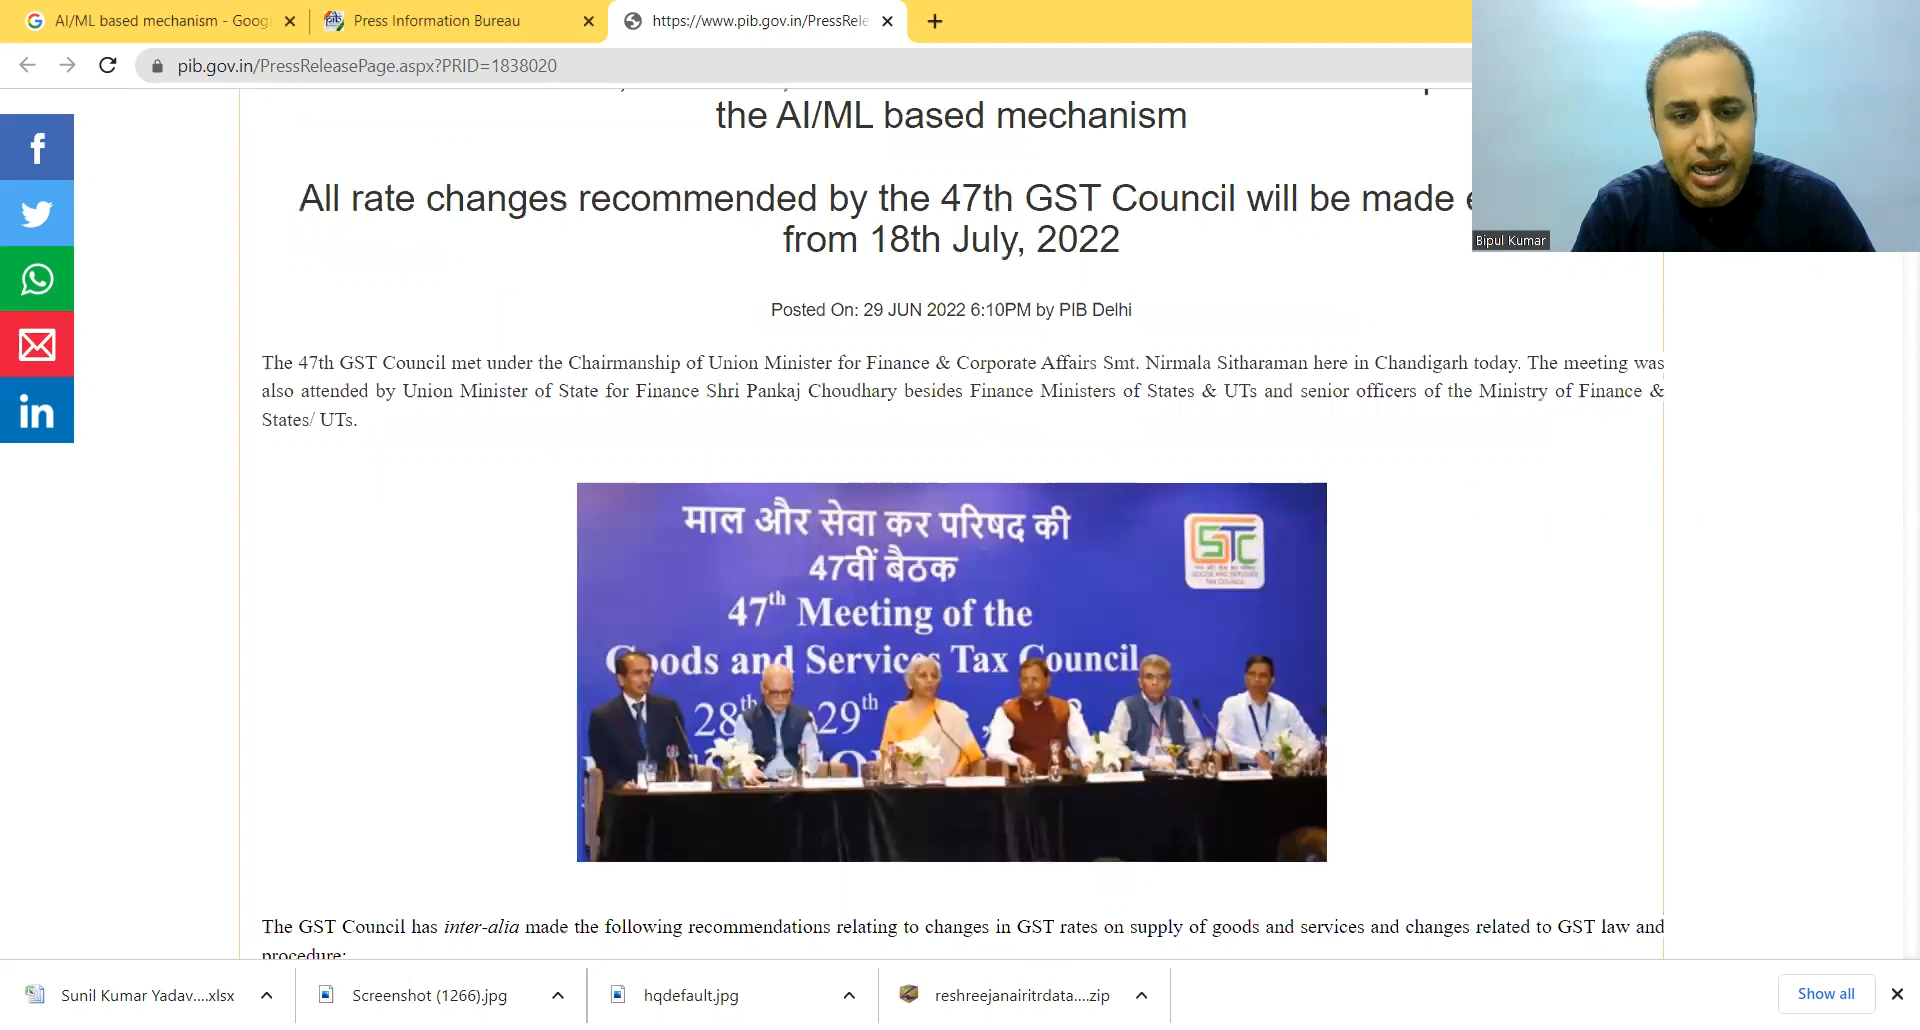 AI/ML based mechanism - Goog
Press Information Bureau
https://www.pib.gov.in/PressRele
pib.gov.in/PressReleasePage.aspx?PRID=1838020
the AI/ML based mechanism
All rate changes recommended by the 47th GST Council will be made
from 18th July, 2022
Bipul Kumar
Posted On: 29 JUN 2022 6:10PM by PIB Delhi
The 47th GST Council met under the Chairmanship of Union Minister for Finance & Corporate Affairs Smt. Nirmala Sitharaman here in Chandigarh today. The meeting was
also attended by Union Minister of State for Finance Shri Pankaj Choudhary besides Finance Ministers of States & UTs and senior officers of the Ministry of Finance &
States/ UTs.
माल और सेवा कर परिषद की
47वीं बैठक
47th Meeting of the
Goods and Services Tax Council
28th 29th
GOODS AND SERVICES
TAX COUNCIL
The GST Council has inter-alia made the following recommendations relating to changes in GST rates on supply of goods and services and changes related to GST law and
procedure:
Sunil Kumar Yadav....xlsx
Screenshot (1266).jpg
hqdefault.jpg
reshreejanairitrdata....zip
Show all